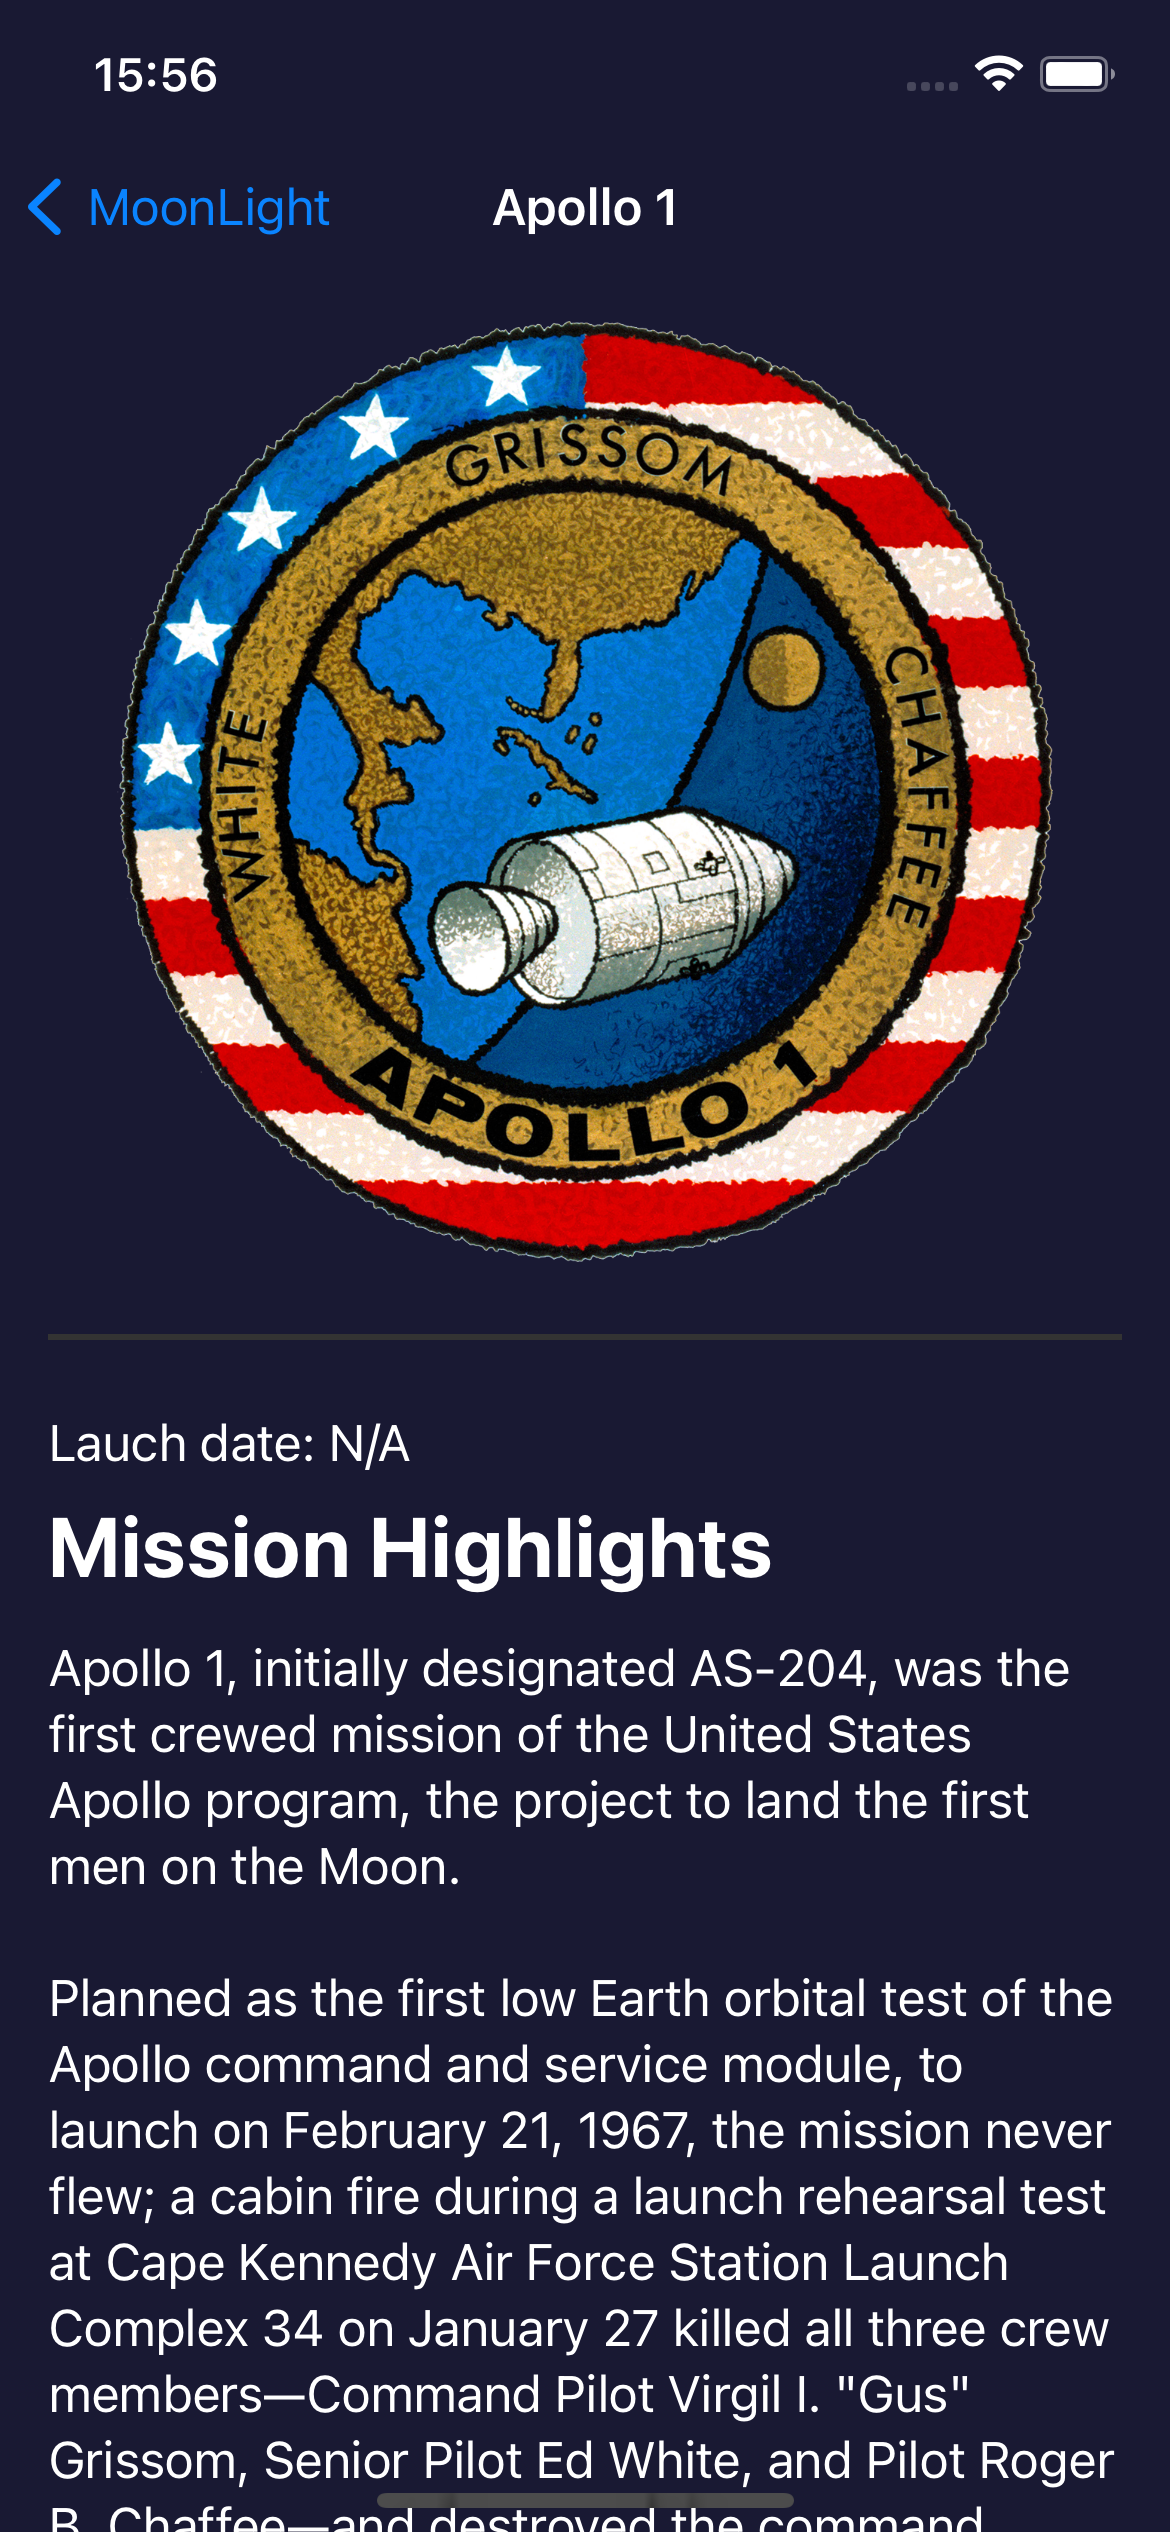 15:56
MoonLight
Apollo 1
GRISSOM
WHITE
CHAFFEE
APOLLO 1
Lauch date: N/A
Mission Highlights
Apollo 1, initially designated AS-204, was the
first crewed mission of the United States
Apollo program, the project to land the first
men on the Moon.
Planned as the first low Earth orbital test of the
Apollo command and service module, to
launch on February 21, 1967, the mission never
flew; a cabin fire during a launch rehearsal test
at Cape Kennedy Air Force Station Launch
Complex 34 on January 27 killed all three crew
members—Command Pilot Virgil I. "Gus"
Grissom, Senior Pilot Ed White, and Pilot Roger
B. Chaffee—and destroyed the command